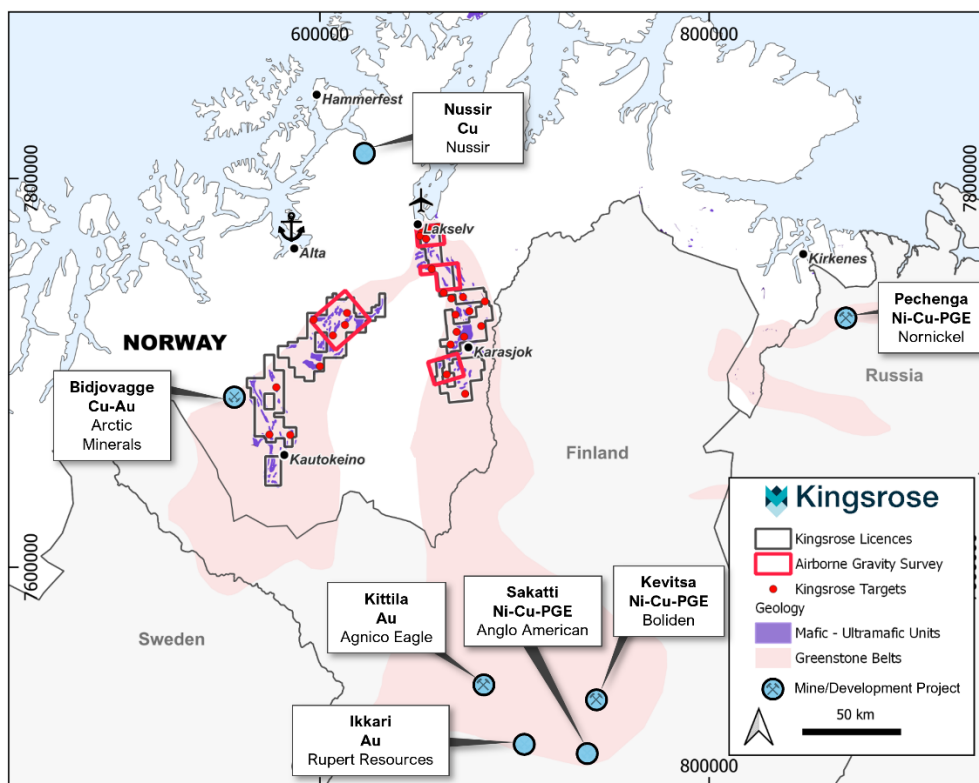 600000
800000
Hammerfest
Nussir
Cu
Nussir
7800000
7800000
Lakselv
Alta
Kirkenes
Pechenga
Ni-Cu-PGE
Nornickel
NORWAY
Karasjok
Russia
Bidjovagge
Cu-Au
Arctic
Minerals
Finland
Kautokeino
Kingsrose
Kingsrose Licences
Airborne Gravity Survey
Kingsrose Targets
Geology
Mafic - Ultramafic Units
Greenstone Belts
Mine/Development Project
50 km
7600000
Kittila
Au
Agnico Eagle
Sakatti
Ni-Cu-PGE
Anglo American
Kevitsa
Ni-Cu-PGE
Boliden
Sweden
Ikkari
Au
Rupert Resources
800000